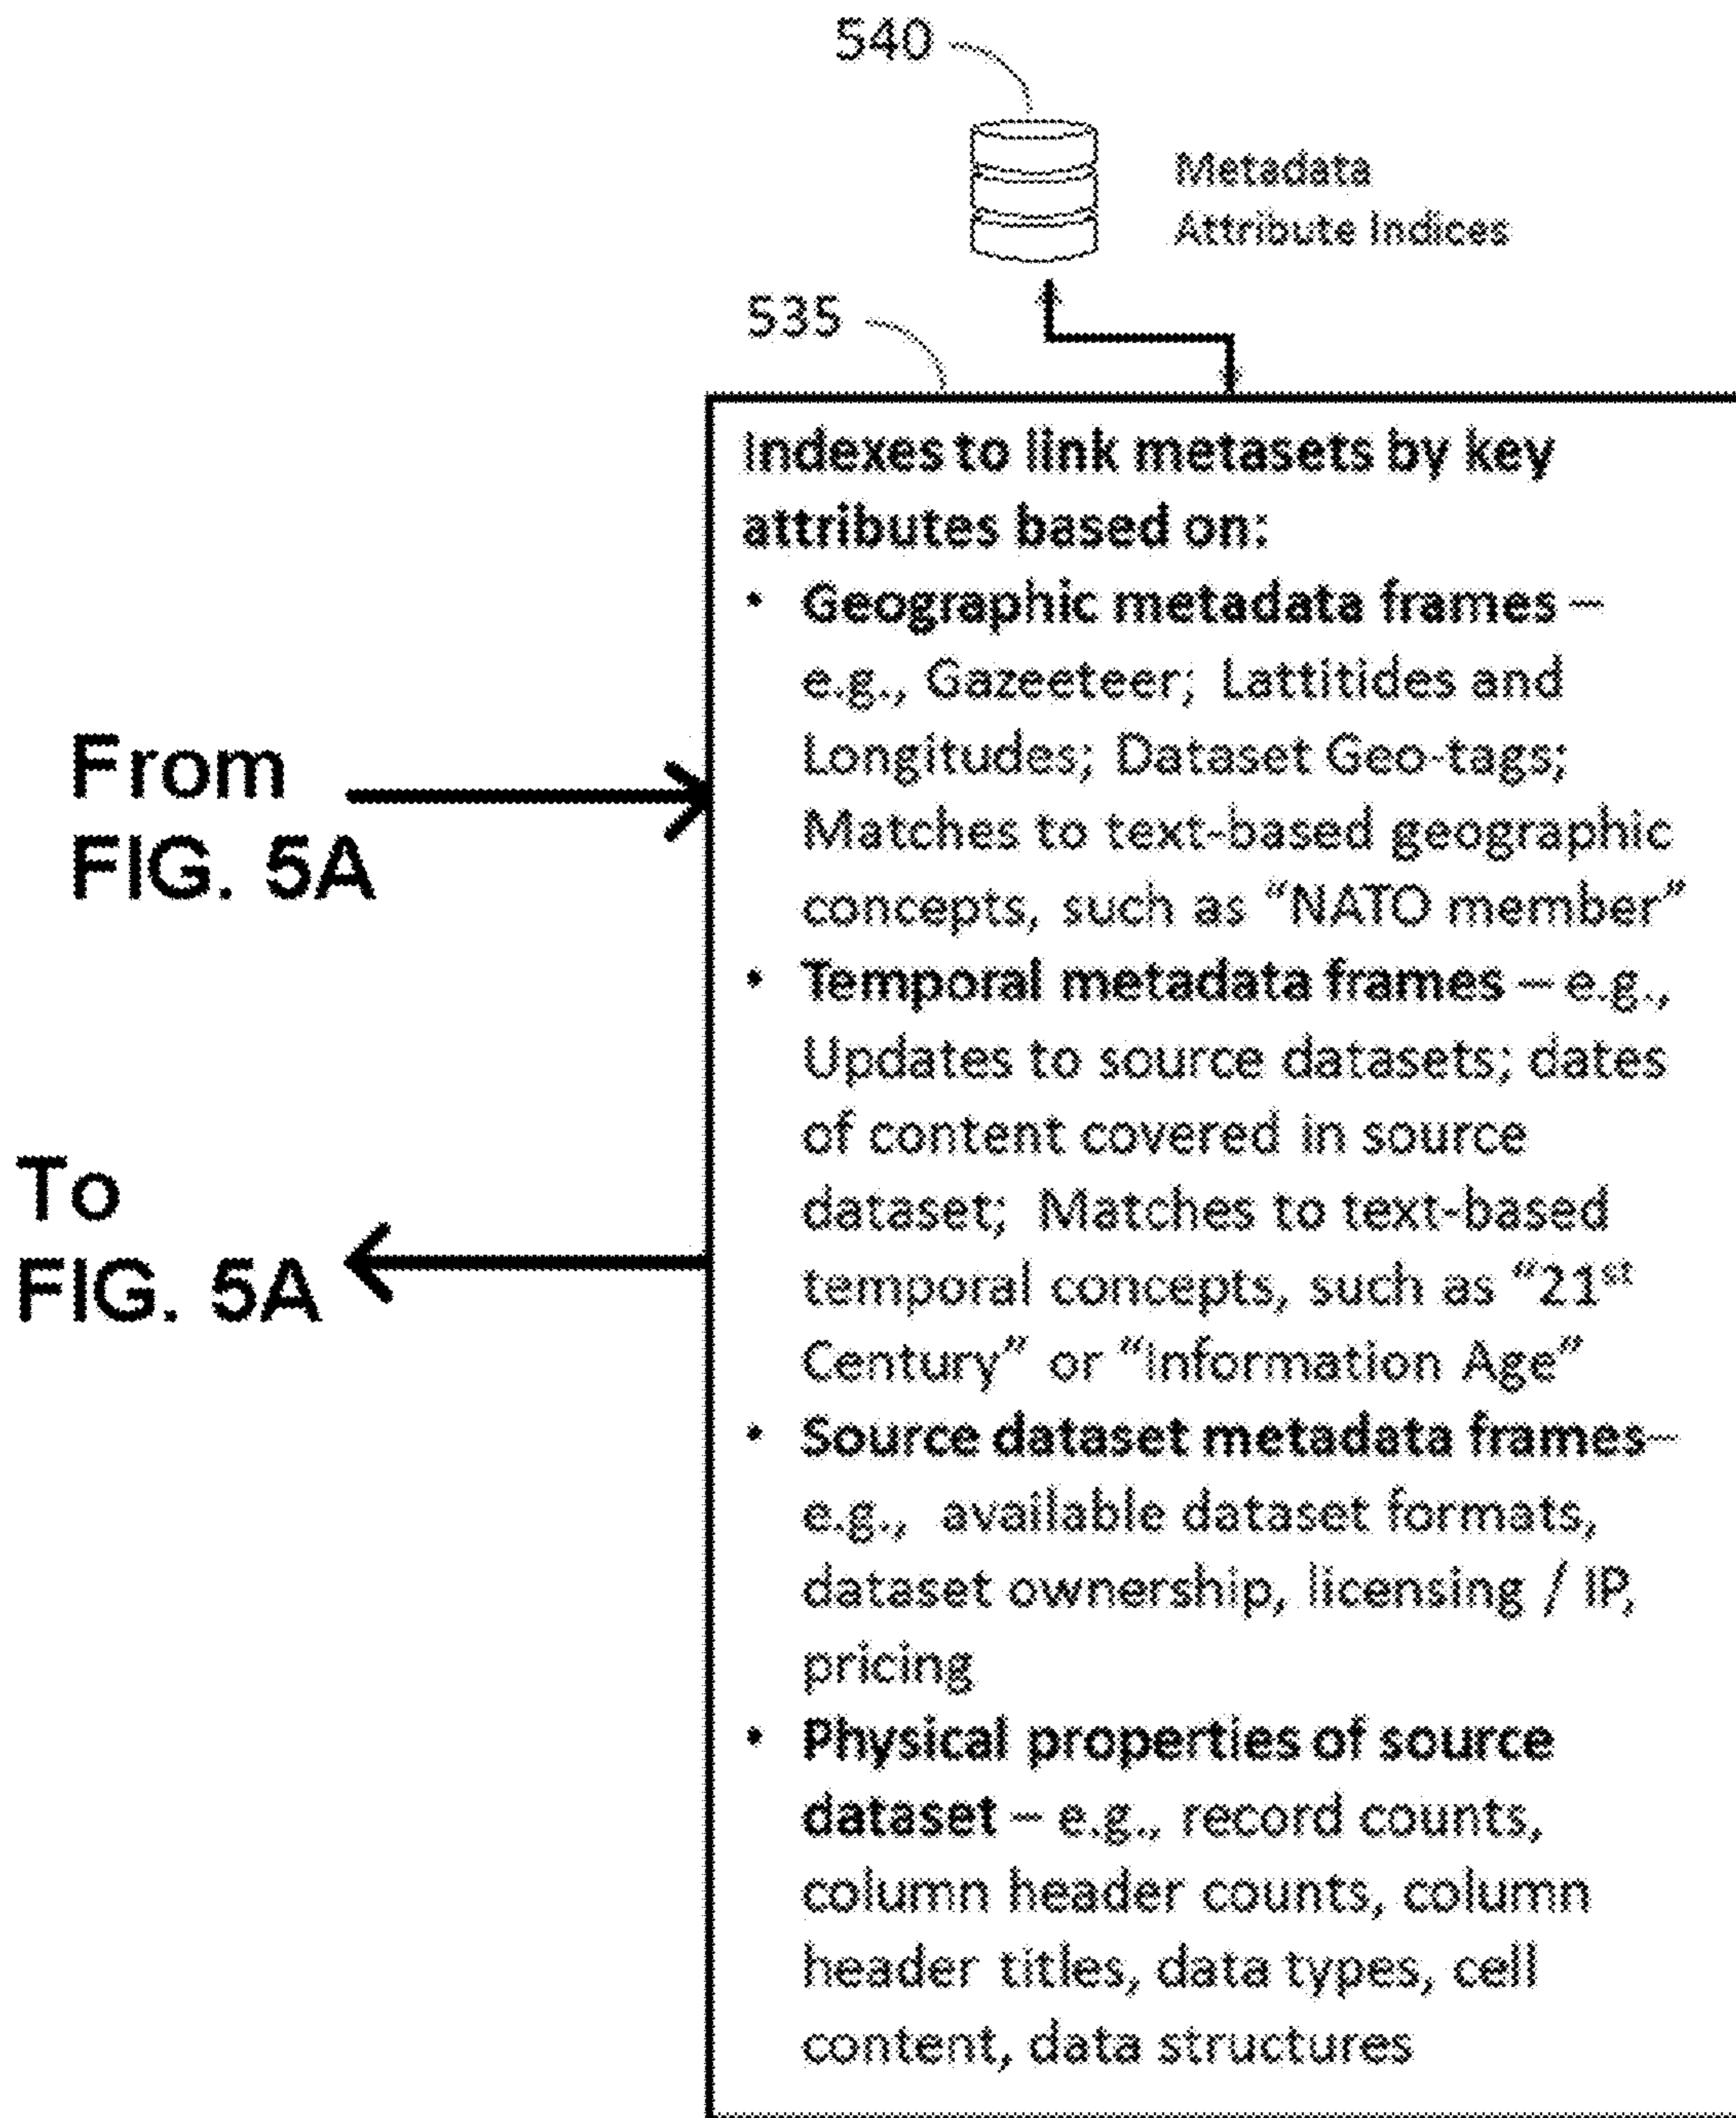 540
Metadata
Attribute Indices
535
Indexes to link metasets by key
attributes based on:
• Geographic metadata frames –
e.g., Gazeeteer; Lattitides and
Longitudes; Dataset Geo-tags;
Matches to text-based geographic
concepts, such as “NATO member”
• Temporal metadata frames – e.g.,
Updates to source datasets; dates
of content covered in source
dataset; Matches to text-based
temporal concepts, such as “21st
Century” or “Information Age”
• Source dataset metadata frames–
e.g., available dataset formats,
dataset ownership, licensing / IP,
pricing
• Physical properties of source
dataset – e.g., record counts,
column header counts, column
header titles, data types, cell
content, data structures
From
FIG. 5A
To
FIG. 5A